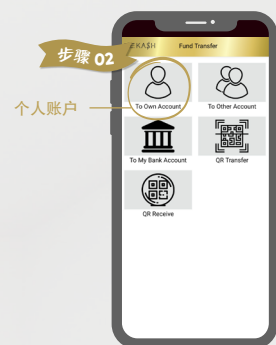 EKA$H Fund Transfer
步骤 02
个人账户
To Own Account
To Other Account
To My Bank Account
QR Transfer
QR Receive